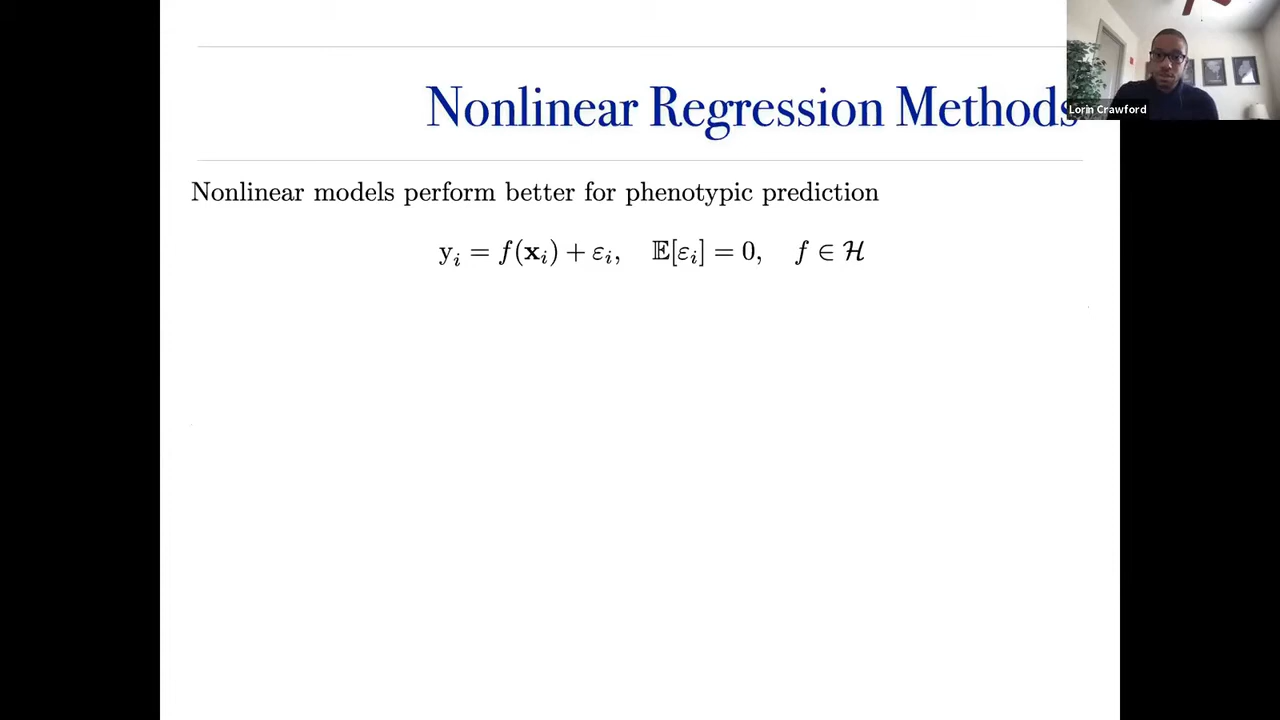 Nonlinear Regression Methods
Lorin Crawford
Nonlinear models perform better for phenotypic prediction
yᵢ = f(𝐱ᵢ) + εᵢ, 𝔼[εᵢ] = 0, f ∈ ℋ